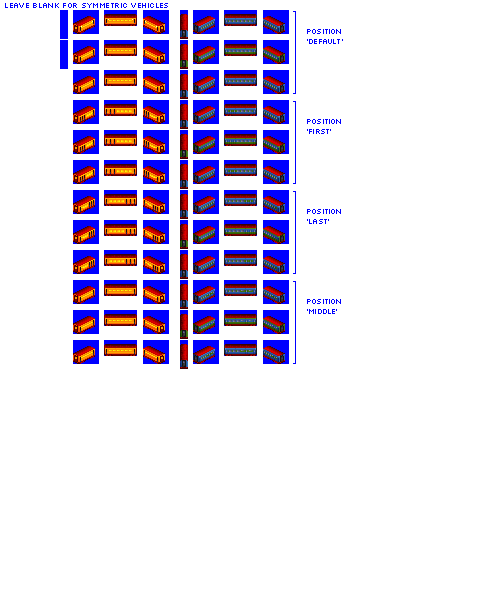 LEAVE BLANK FOR SYMMETRIC VEHICLES
POSITION
'DEFAULT'
POSITION
'FIRST'
POSITION
'LAST'
POSITION
'MIDDLE'